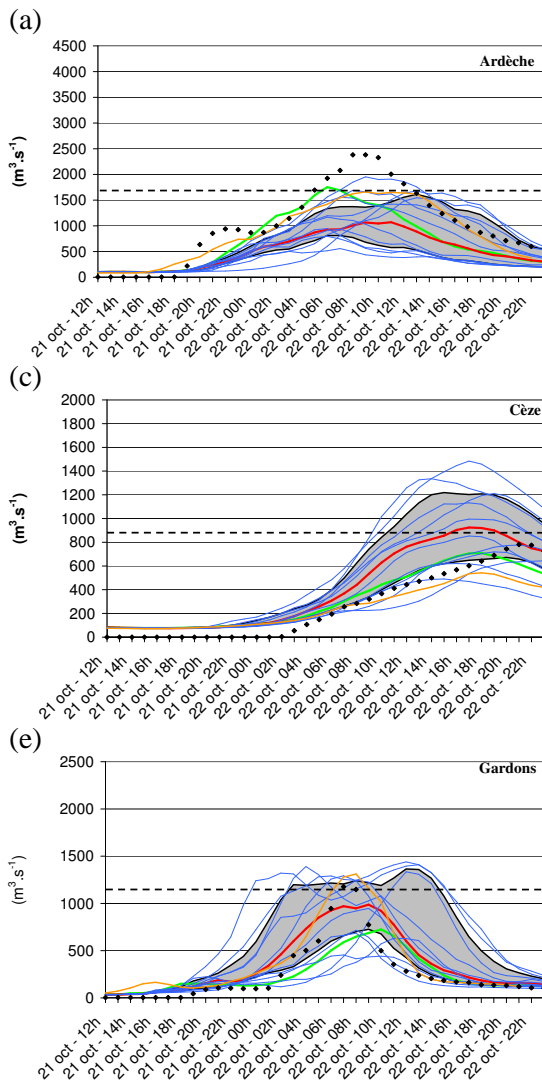 (a)
Ardèche
(m³.s⁻¹)
4500
4000
3500
3000
2500
2000
1500
1000
500
0
21 oct - 12h
21 oct - 14h
21 oct - 16h
21 oct - 18h
21 oct - 20h
21 oct - 22h
22 oct - 00h
22 oct - 02h
22 oct - 04h
22 oct - 06h
22 oct - 08h
22 oct - 10h
22 oct - 12h
22 oct - 14h
22 oct - 16h
22 oct - 18h
22 oct - 20h
22 oct - 22h
(c)
Cèze
(m³.s⁻¹)
2000
1800
1600
1400
1200
1000
800
600
400
200
0
21 oct - 12h
21 oct - 14h
21 oct - 16h
21 oct - 18h
21 oct - 20h
21 oct - 22h
22 oct - 00h
22 oct - 02h
22 oct - 04h
22 oct - 06h
22 oct - 08h
22 oct - 10h
22 oct - 12h
22 oct - 14h
22 oct - 16h
22 oct - 18h
22 oct - 20h
22 oct - 22h
(e)
Gardons
(m³.s⁻¹)
2500
2000
1500
1000
500
0
21 oct - 12h
21 oct - 14h
21 oct - 16h
21 oct - 18h
21 oct - 20h
21 oct - 22h
22 oct - 00h
22 oct - 02h
22 oct - 04h
22 oct - 06h
22 oct - 08h
22 oct - 10h
22 oct - 12h
22 oct - 14h
22 oct - 16h
22 oct - 18h
22 oct - 20h
22 oct - 22h